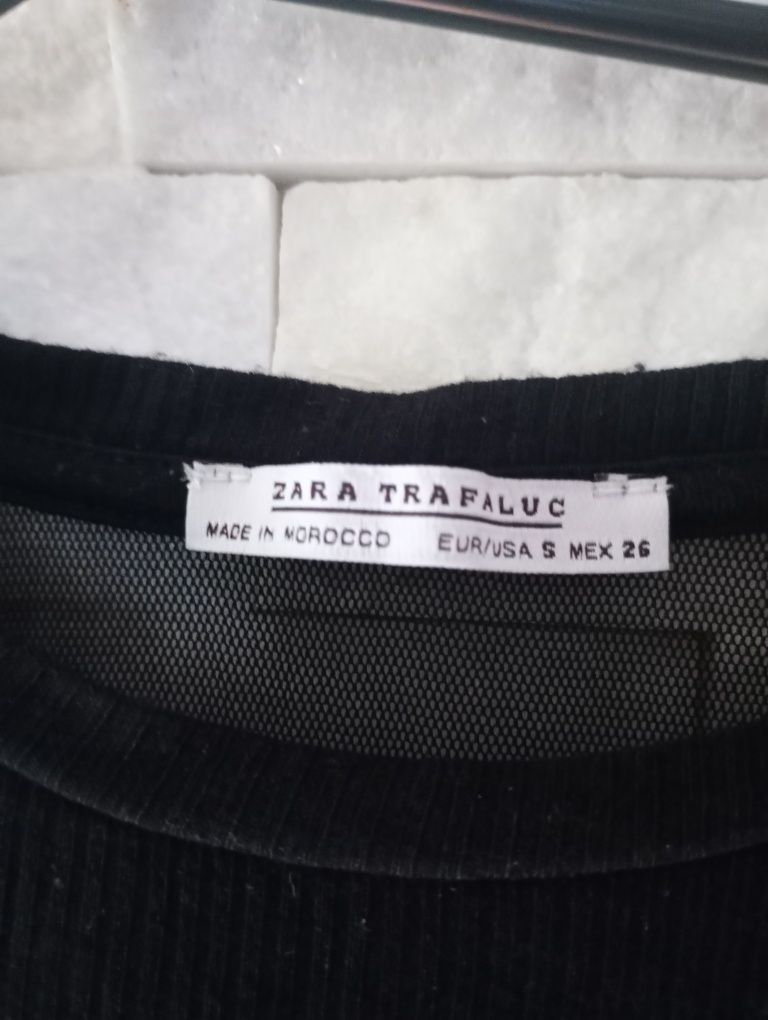 ZARA TRAFALUC
MADE IN MOROCCO EUR/USA S MEX 26